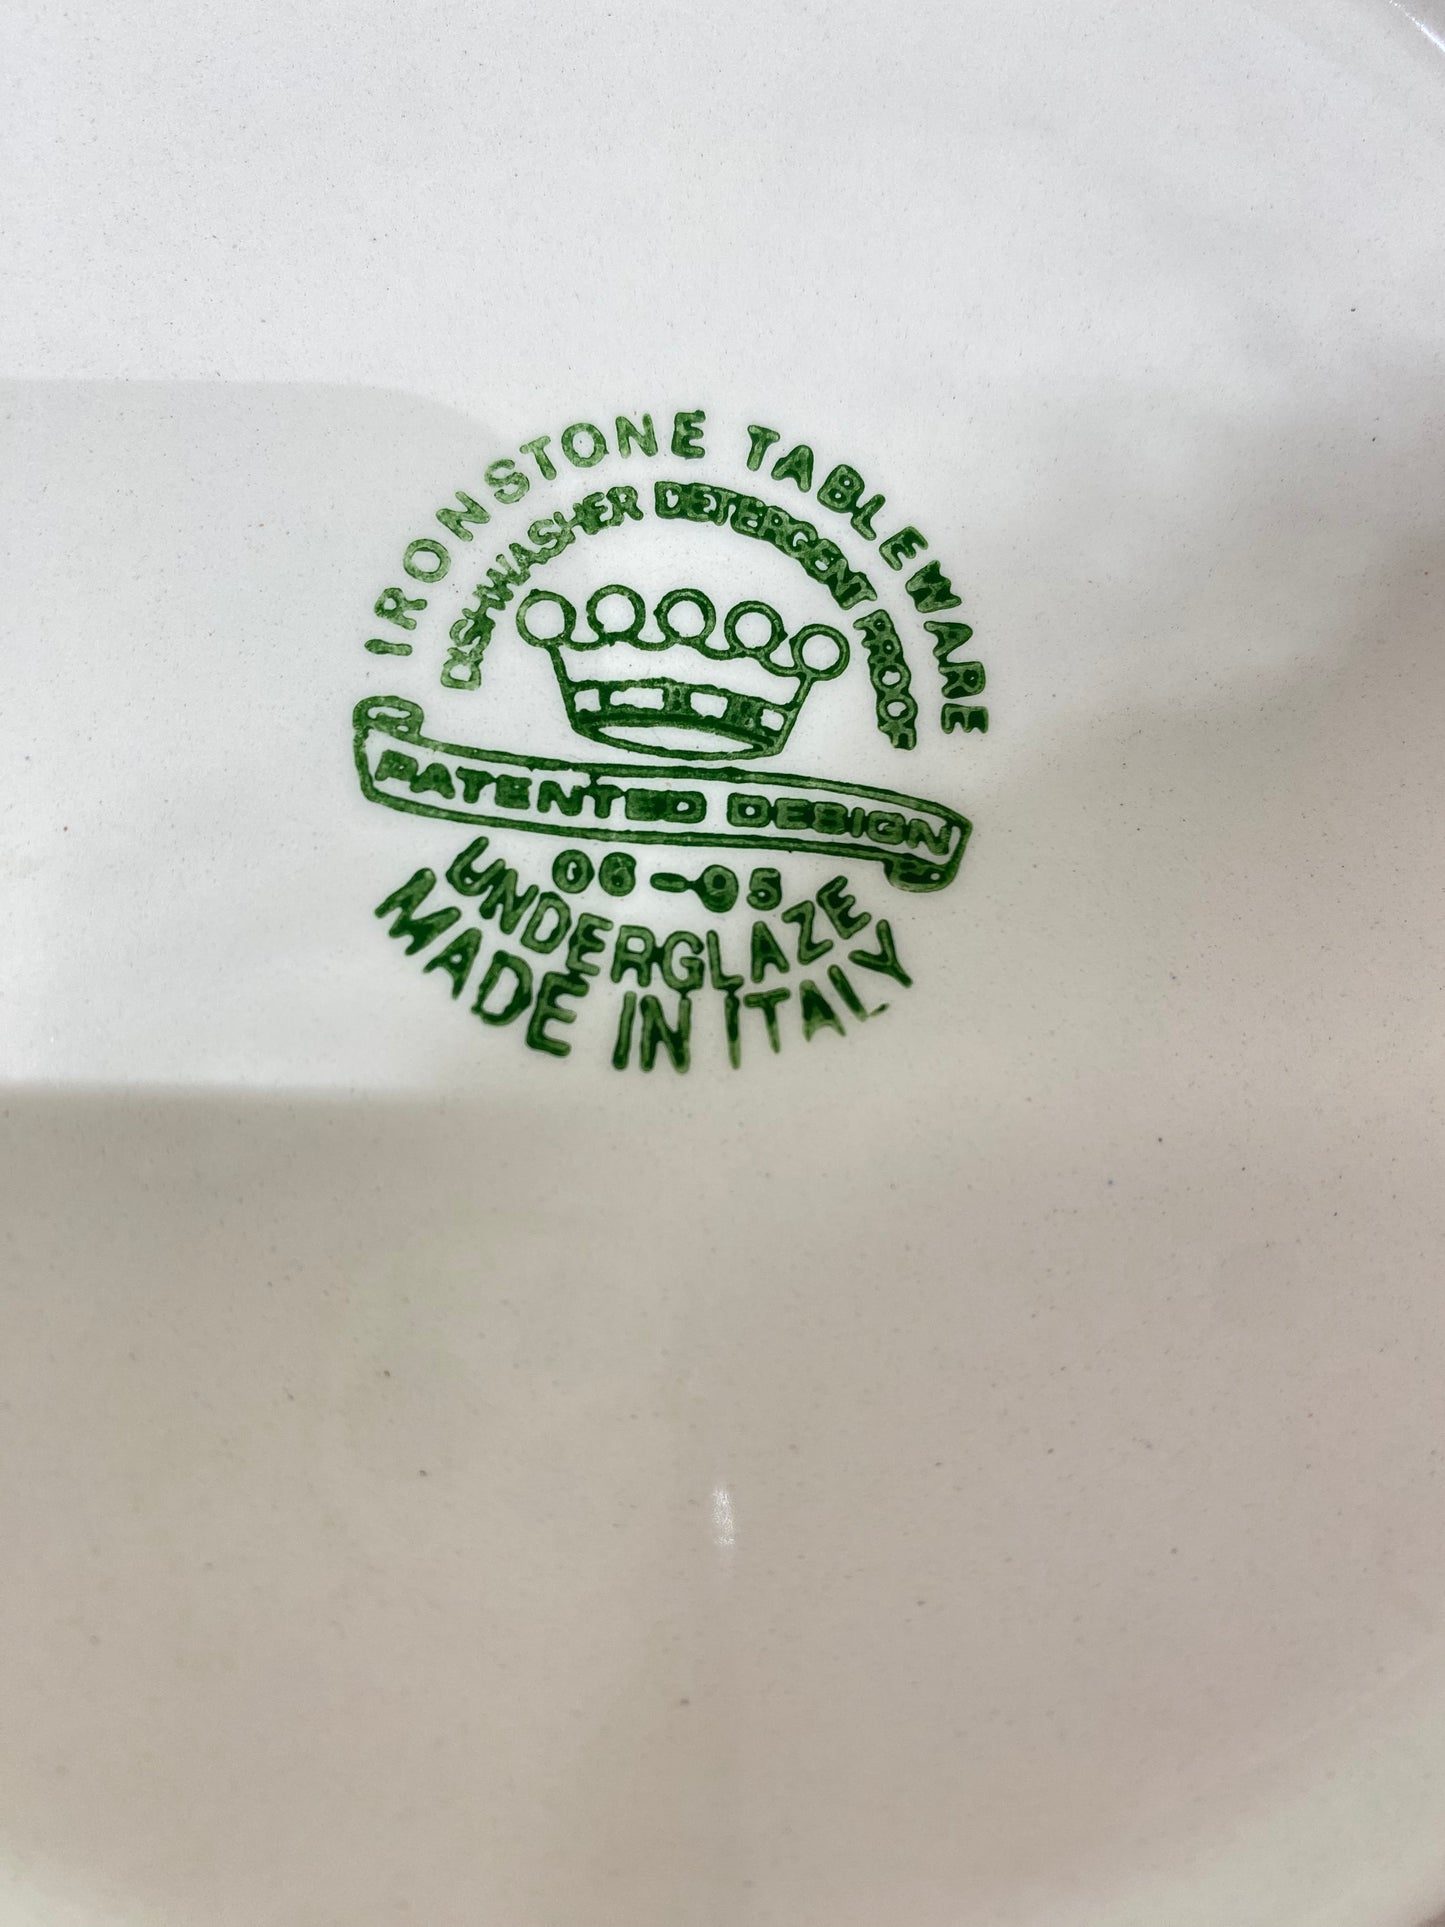 IRONSTONE TABLEWARE
DISHWASHER DETERGENT PROOF
PATENTED DESIGN
06-95
UNDERGLAZE
MADE IN ITALY